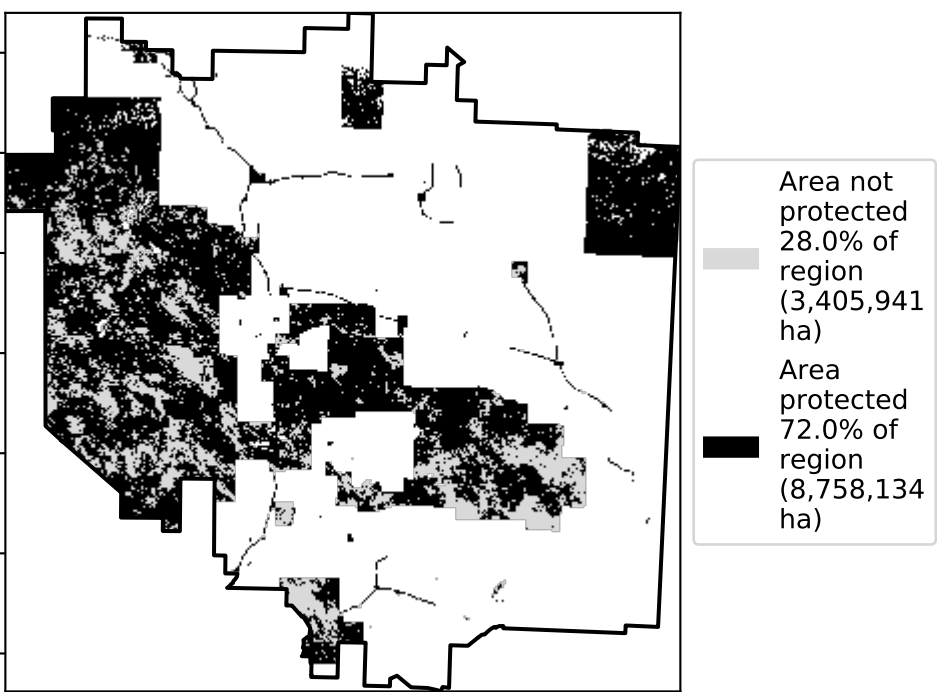 Area not
protected
28.0% of
region
(3,405,941
ha)
Area
protected
72.0% of
region
(8,758,134
ha)